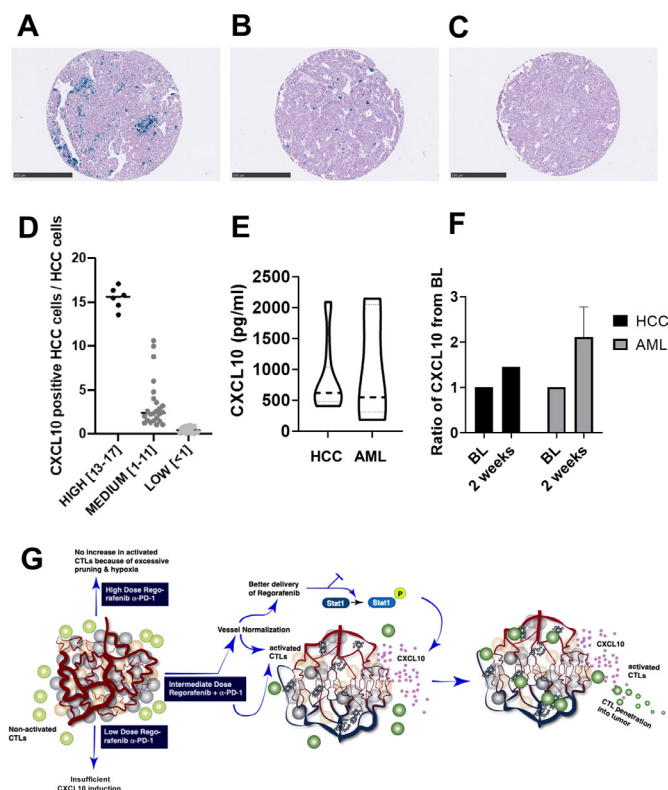 A
B
C
D
CXCL10 positive HCC cells / HCC cells
20
15
10
5
0
HIGH [13-17]
MEDIUM [1-11]
LOW [<1]
E
CXCL10 (pg/ml)
2500
2000
1500
1000
500
0
HCC
AML
F
Ratio of CXCL10 from BL
3
2
1
0
BL
2 weeks
BL
2 weeks
HCC
AML
G
No increase in activated
CTLs because of excessive
pruning & hypoxia
High Dose Rego-
rafenib α-PD-1
Non-activated
CTLs
Low Dose Rego-
rafenib α-PD-1
Insufficient
CXCL10 induction
Vessel Normalization
Intermediate Dose
Regorafenib + α-PD-1
Better delivery
of Regorafenib
Stat1
Stat1
P
activated
CTLs
CXCL10
CXCL10
activated
CTLs
CTL penetration
into tumor